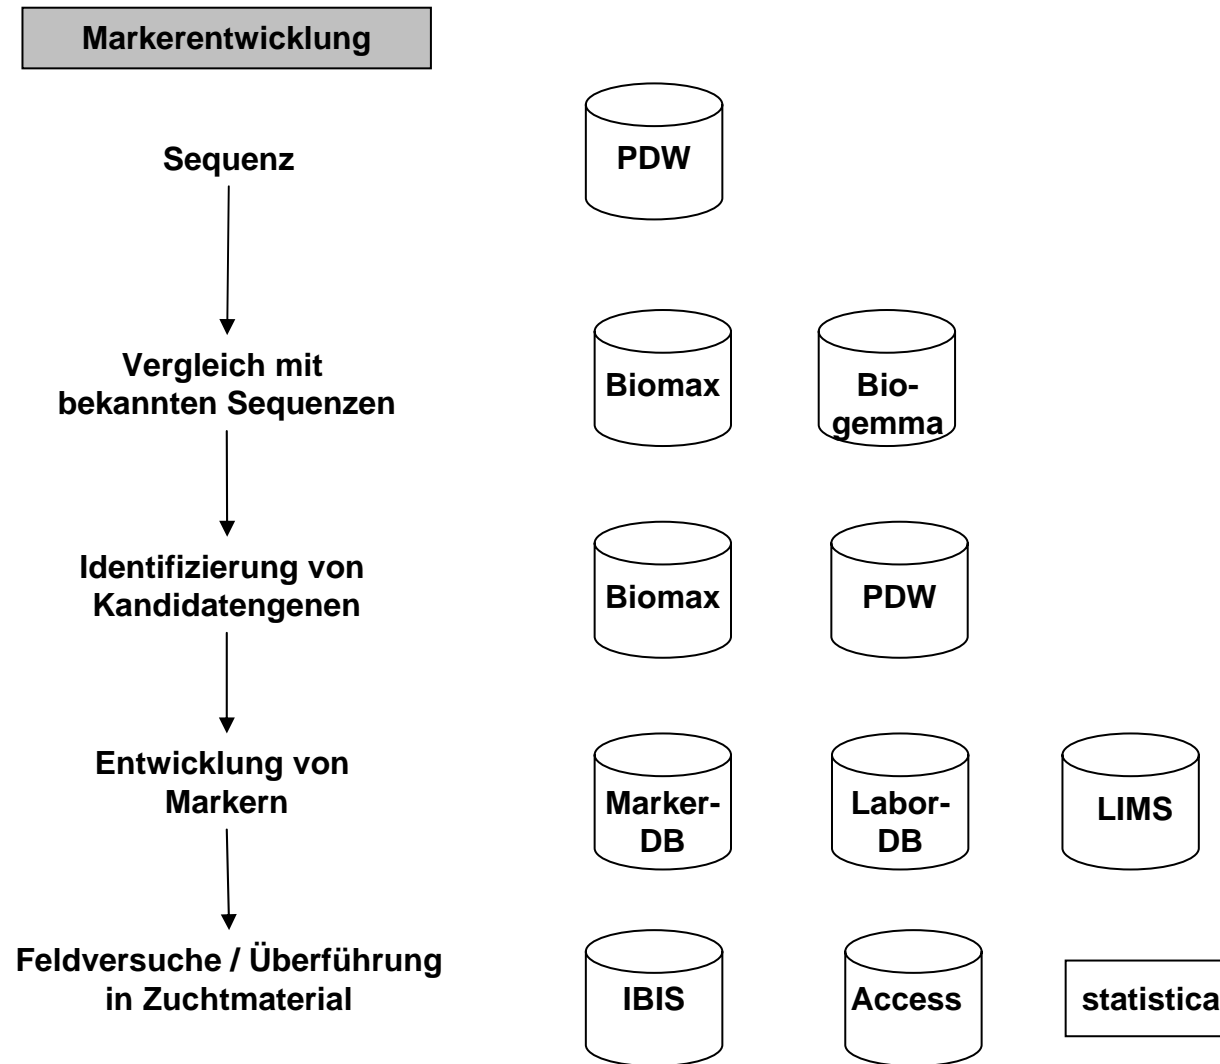 Markerentwicklung
Sequenz
PDW
Vergleich mit
bekannten Sequenzen
Biomax
Bio-
gemma
Identifizierung von
Kandidatengenen
Biomax
PDW
Entwicklung von
Markern
Marker-
DB
Labor-
DB
LIMS
Feldversuche / Überführung
in Zuchtmaterial
IBIS
Access
statistica